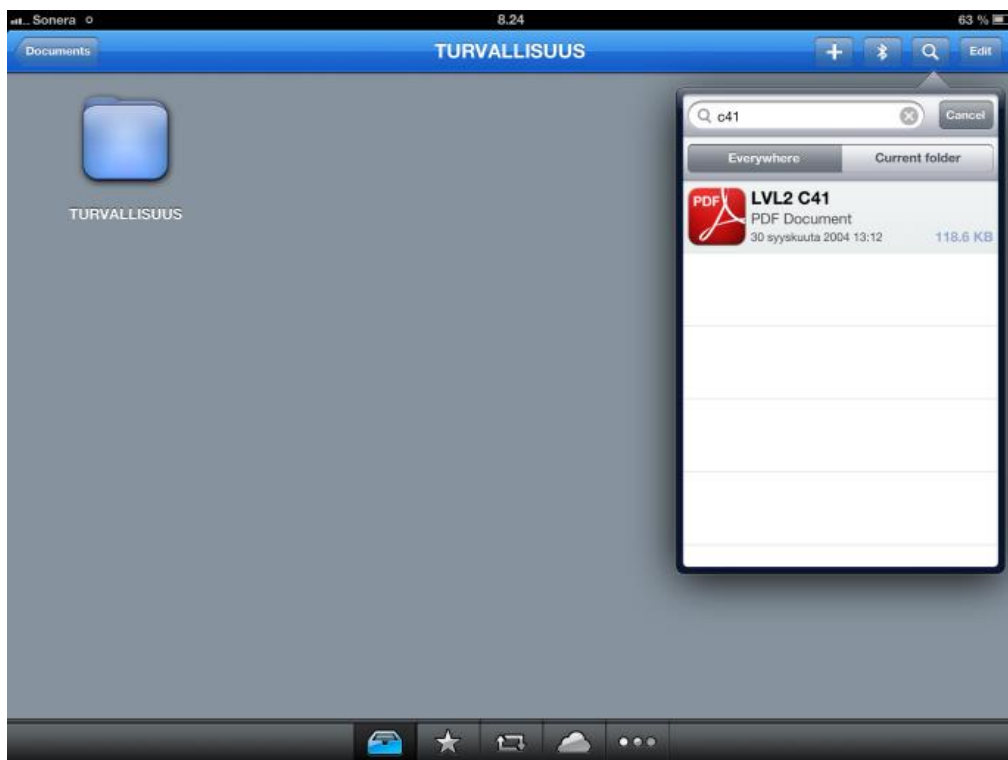 Sonera 8.24 63 %
Documents TURVALLISUUS Edit
c41 Cancel
Everywhere Current folder
PDF LVL2 C41
PDF Document
30 syyskuuta 2004 13:12 118.6 KB
TURVALLISUUS